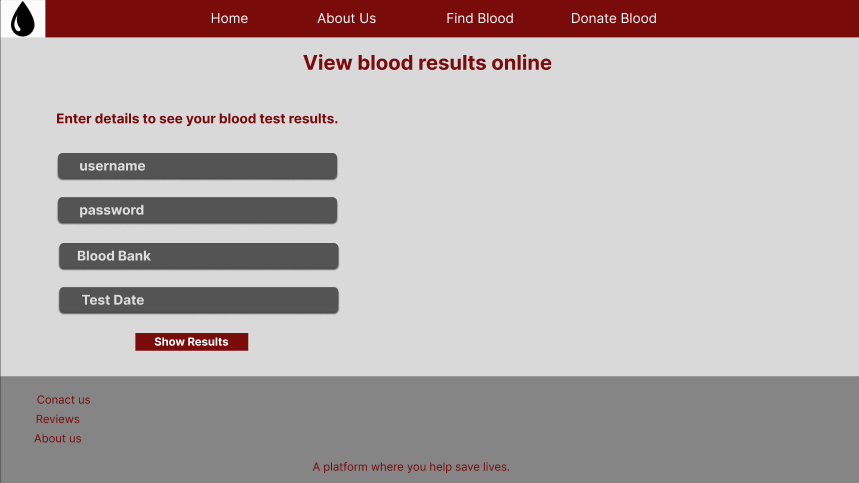 Home About Us Find Blood Donate Blood
View blood results online
Enter details to see your blood test results.
username
password
Blood Bank
Test Date
Show Results
Conact us
Reviews
About us
A platform where you help save lives.